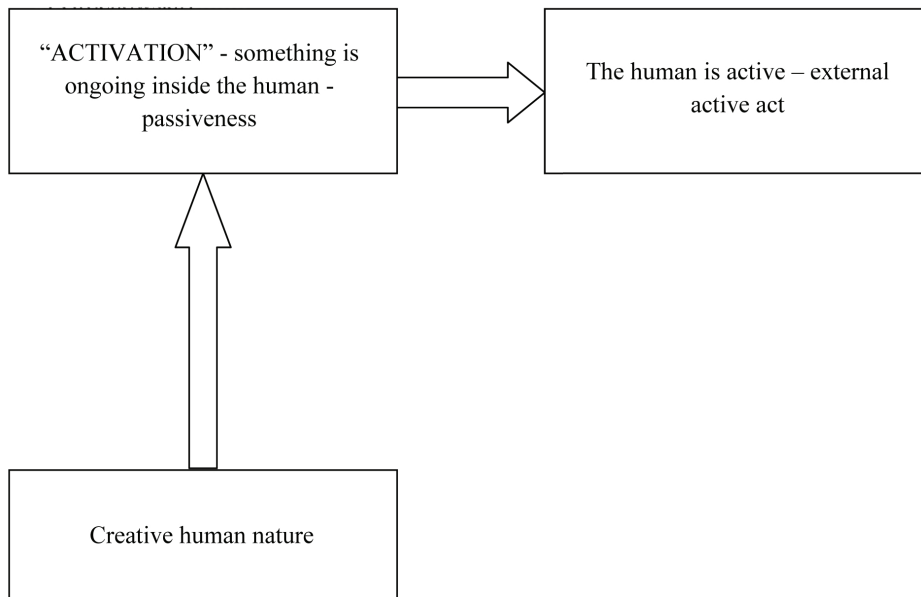 “ACTIVATION” - something is
ongoing inside the human -
passiveness
The human is active – external
active act
Creative human nature